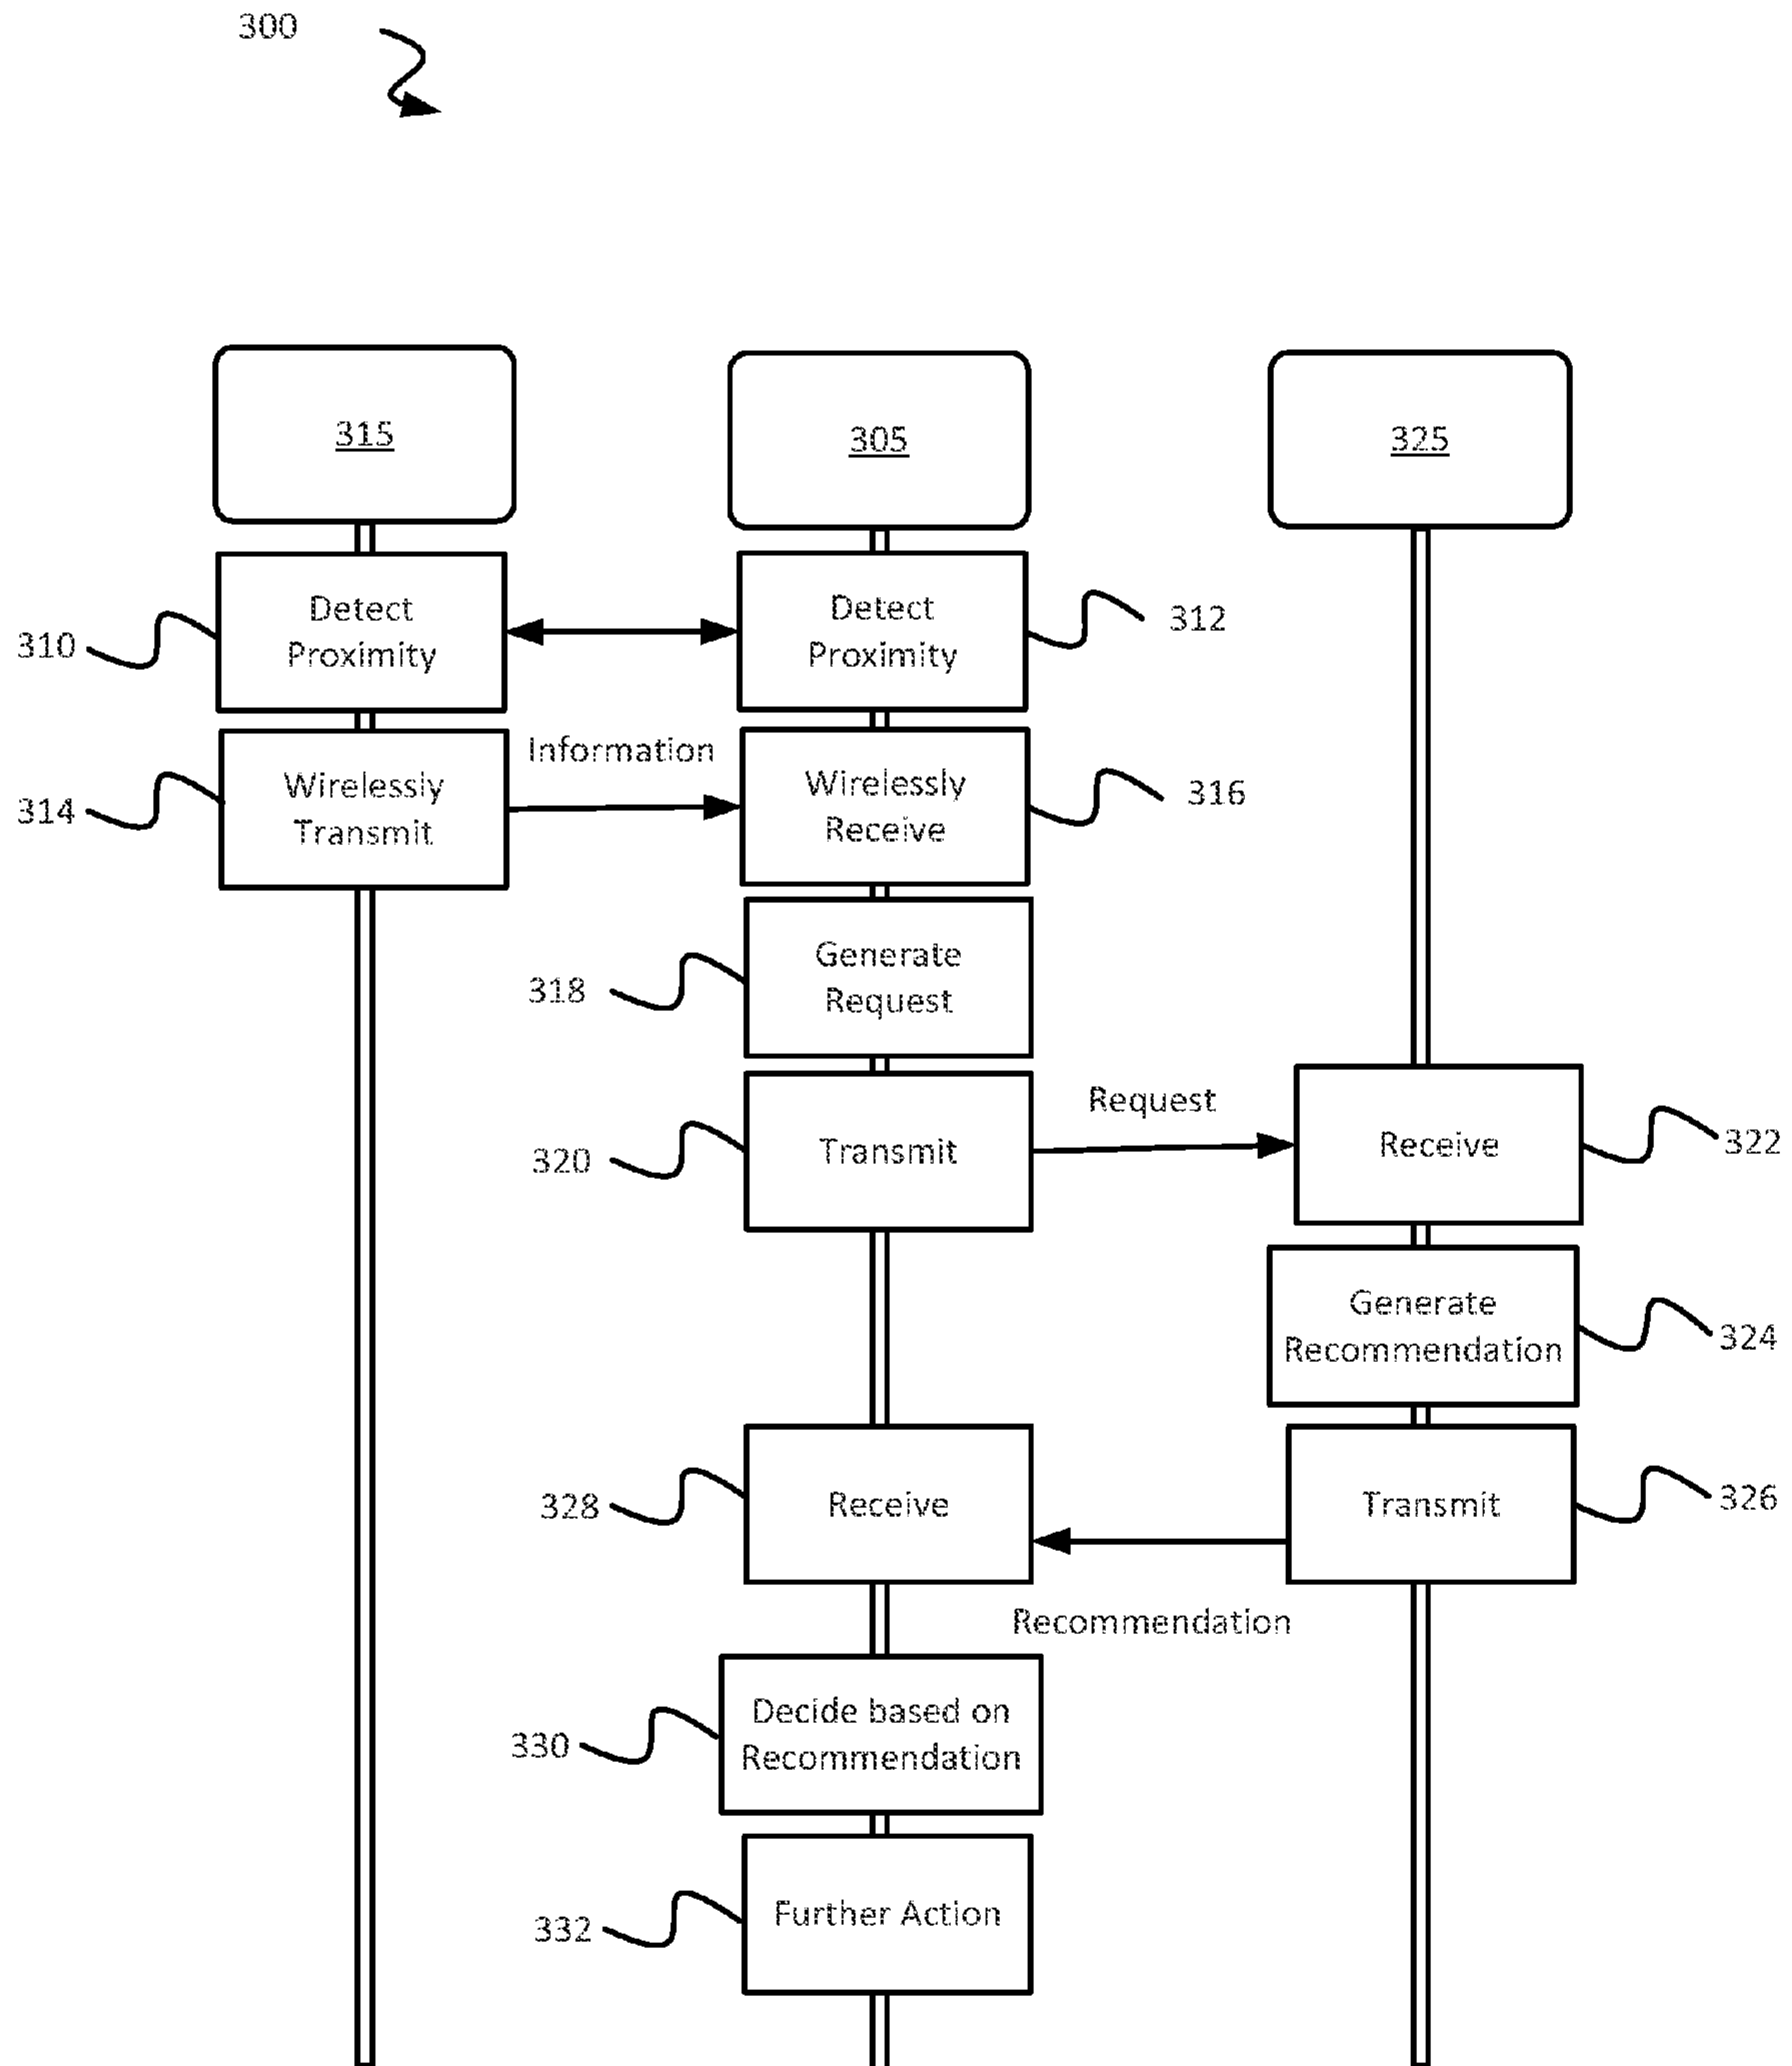 300
315
305
325
Detect
Proximity
Detect
Proximity
310
312
Information
Wirelessly
Transmit
Wirelessly
Receive
314
316
Generate
Request
318
Request
Transmit
Receive
320
322
Generate
Recommendation
324
Receive
Transmit
328
326
Recommendation
Decide based on
Recommendation
330
Further Action
332